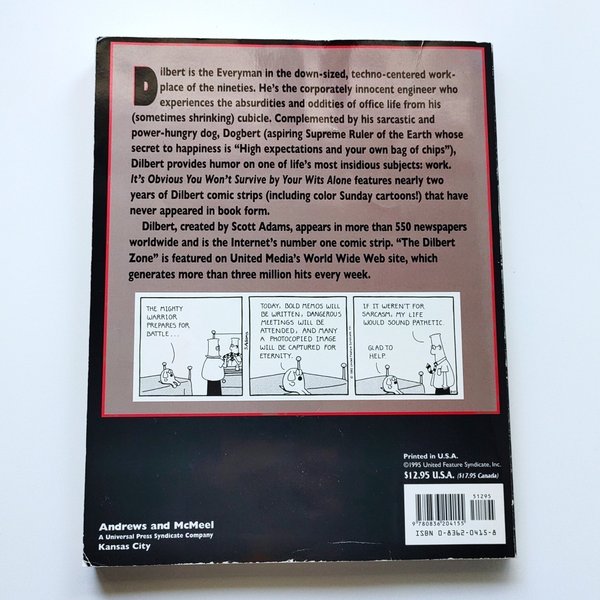 Dilbert is the Everyman in the down-sized, techno-centered work-
place of the nineties. He's the corporately innocent engineer who
experiences the absurdities and oddities of office life from his
(sometimes shrinking) cubicle. Complemented by his sarcastic and
power-hungry dog, Dogbert (aspiring Supreme Ruler of the Earth whose
secret to happiness is "High expectations and your own bag of chips"),
Dilbert provides humor on one of life's most insidious subjects: work.
It's Obvious You Won't Survive by Your Wits Alone features nearly two
years of Dilbert comic strips (including color Sunday cartoons!) that have
never appeared in book form.
Dilbert, created by Scott Adams, appears in more than 550 newspapers
worldwide and is the Internet's number one comic strip. "The Dilbert
Zone" is featured on United Media's World Wide Web site, which
generates more than three million hits every week.
THE MIGHTY
WARRIOR
PREPARES FOR
BATTLE...
TODAY, BOLD MEMOS WILL
BE WRITTEN, DANGEROUS
MEETINGS WILL BE
ATTENDED, AND MANY
A PHOTOCOPIED IMAGE
WILL BE CAPTURED FOR
ETERNITY.
IF IT WEREN'T FOR
SARCASM, MY LIFE
WOULD SOUND PATHETIC.
GLAD TO
HELP.
Printed in U.S.A.
©1995 United Feature Syndicate, Inc.
$12.95 U.S.A. ($17.95 Canada)
51295
9 780836 204155
ISBN 0-8362-0415-8
Andrews and McMeel
A Universal Press Syndicate Company
Kansas City